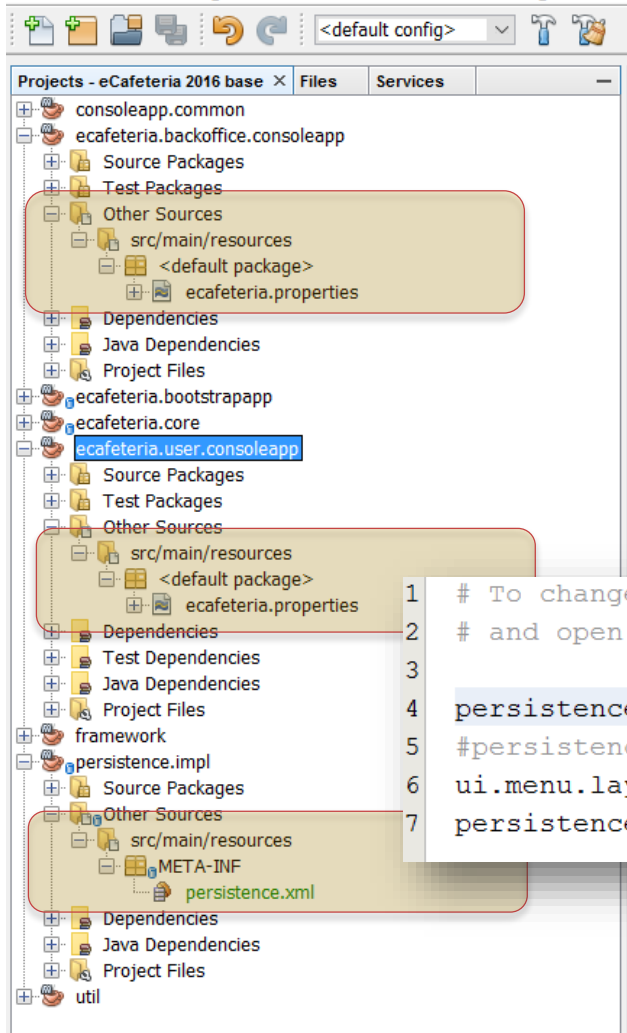 <default config>
Projects - eCafeteria 2016 base × Files Services
consoleapp.common
ecafeteria.backoffice.consoleapp
Source Packages
Test Packages
Other Sources
src/main/resources
<default package>
ecafeteria.properties
Dependencies
Java Dependencies
Project Files
ecafeteria.bootstrapapp
ecafeteria.core
ecafeteria.user.consoleapp
Source Packages
Test Packages
Other Sources
src/main/resources
<default package>
ecafeteria.properties
Dependencies
Test Dependencies
Java Dependencies
Project Files
framework
persistence.impl
Source Packages
Other Sources
src/main/resources
META-INF
persistence.xml
Dependencies
Java Dependencies
Project Files
util
1 # To change
2 # and open
3
4 persistence
5 #persisten
6 ui.menu.la
7 persistence